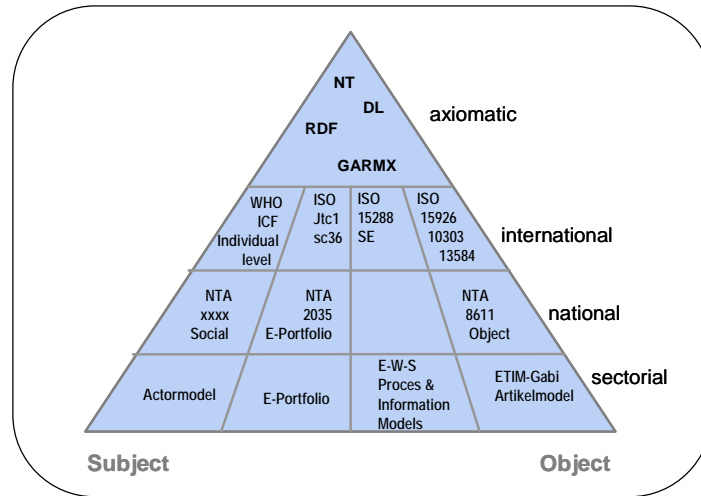 NT
DL
RDF
GARMX
axiomatic
WHO
ICF
Individual
level
ISO
Jtc1
sc36
ISO
15288
SE
ISO
15926
10303
13584
international
NTA
xxxx
Social
NTA
2035
E-Portfolio
NTA
8611
Object
national
Actormodel
E-Portfolio
E-W-S
Proces &
Information
Models
ETIM-Gabi
Artikelmodel
sectorial
Subject
Object